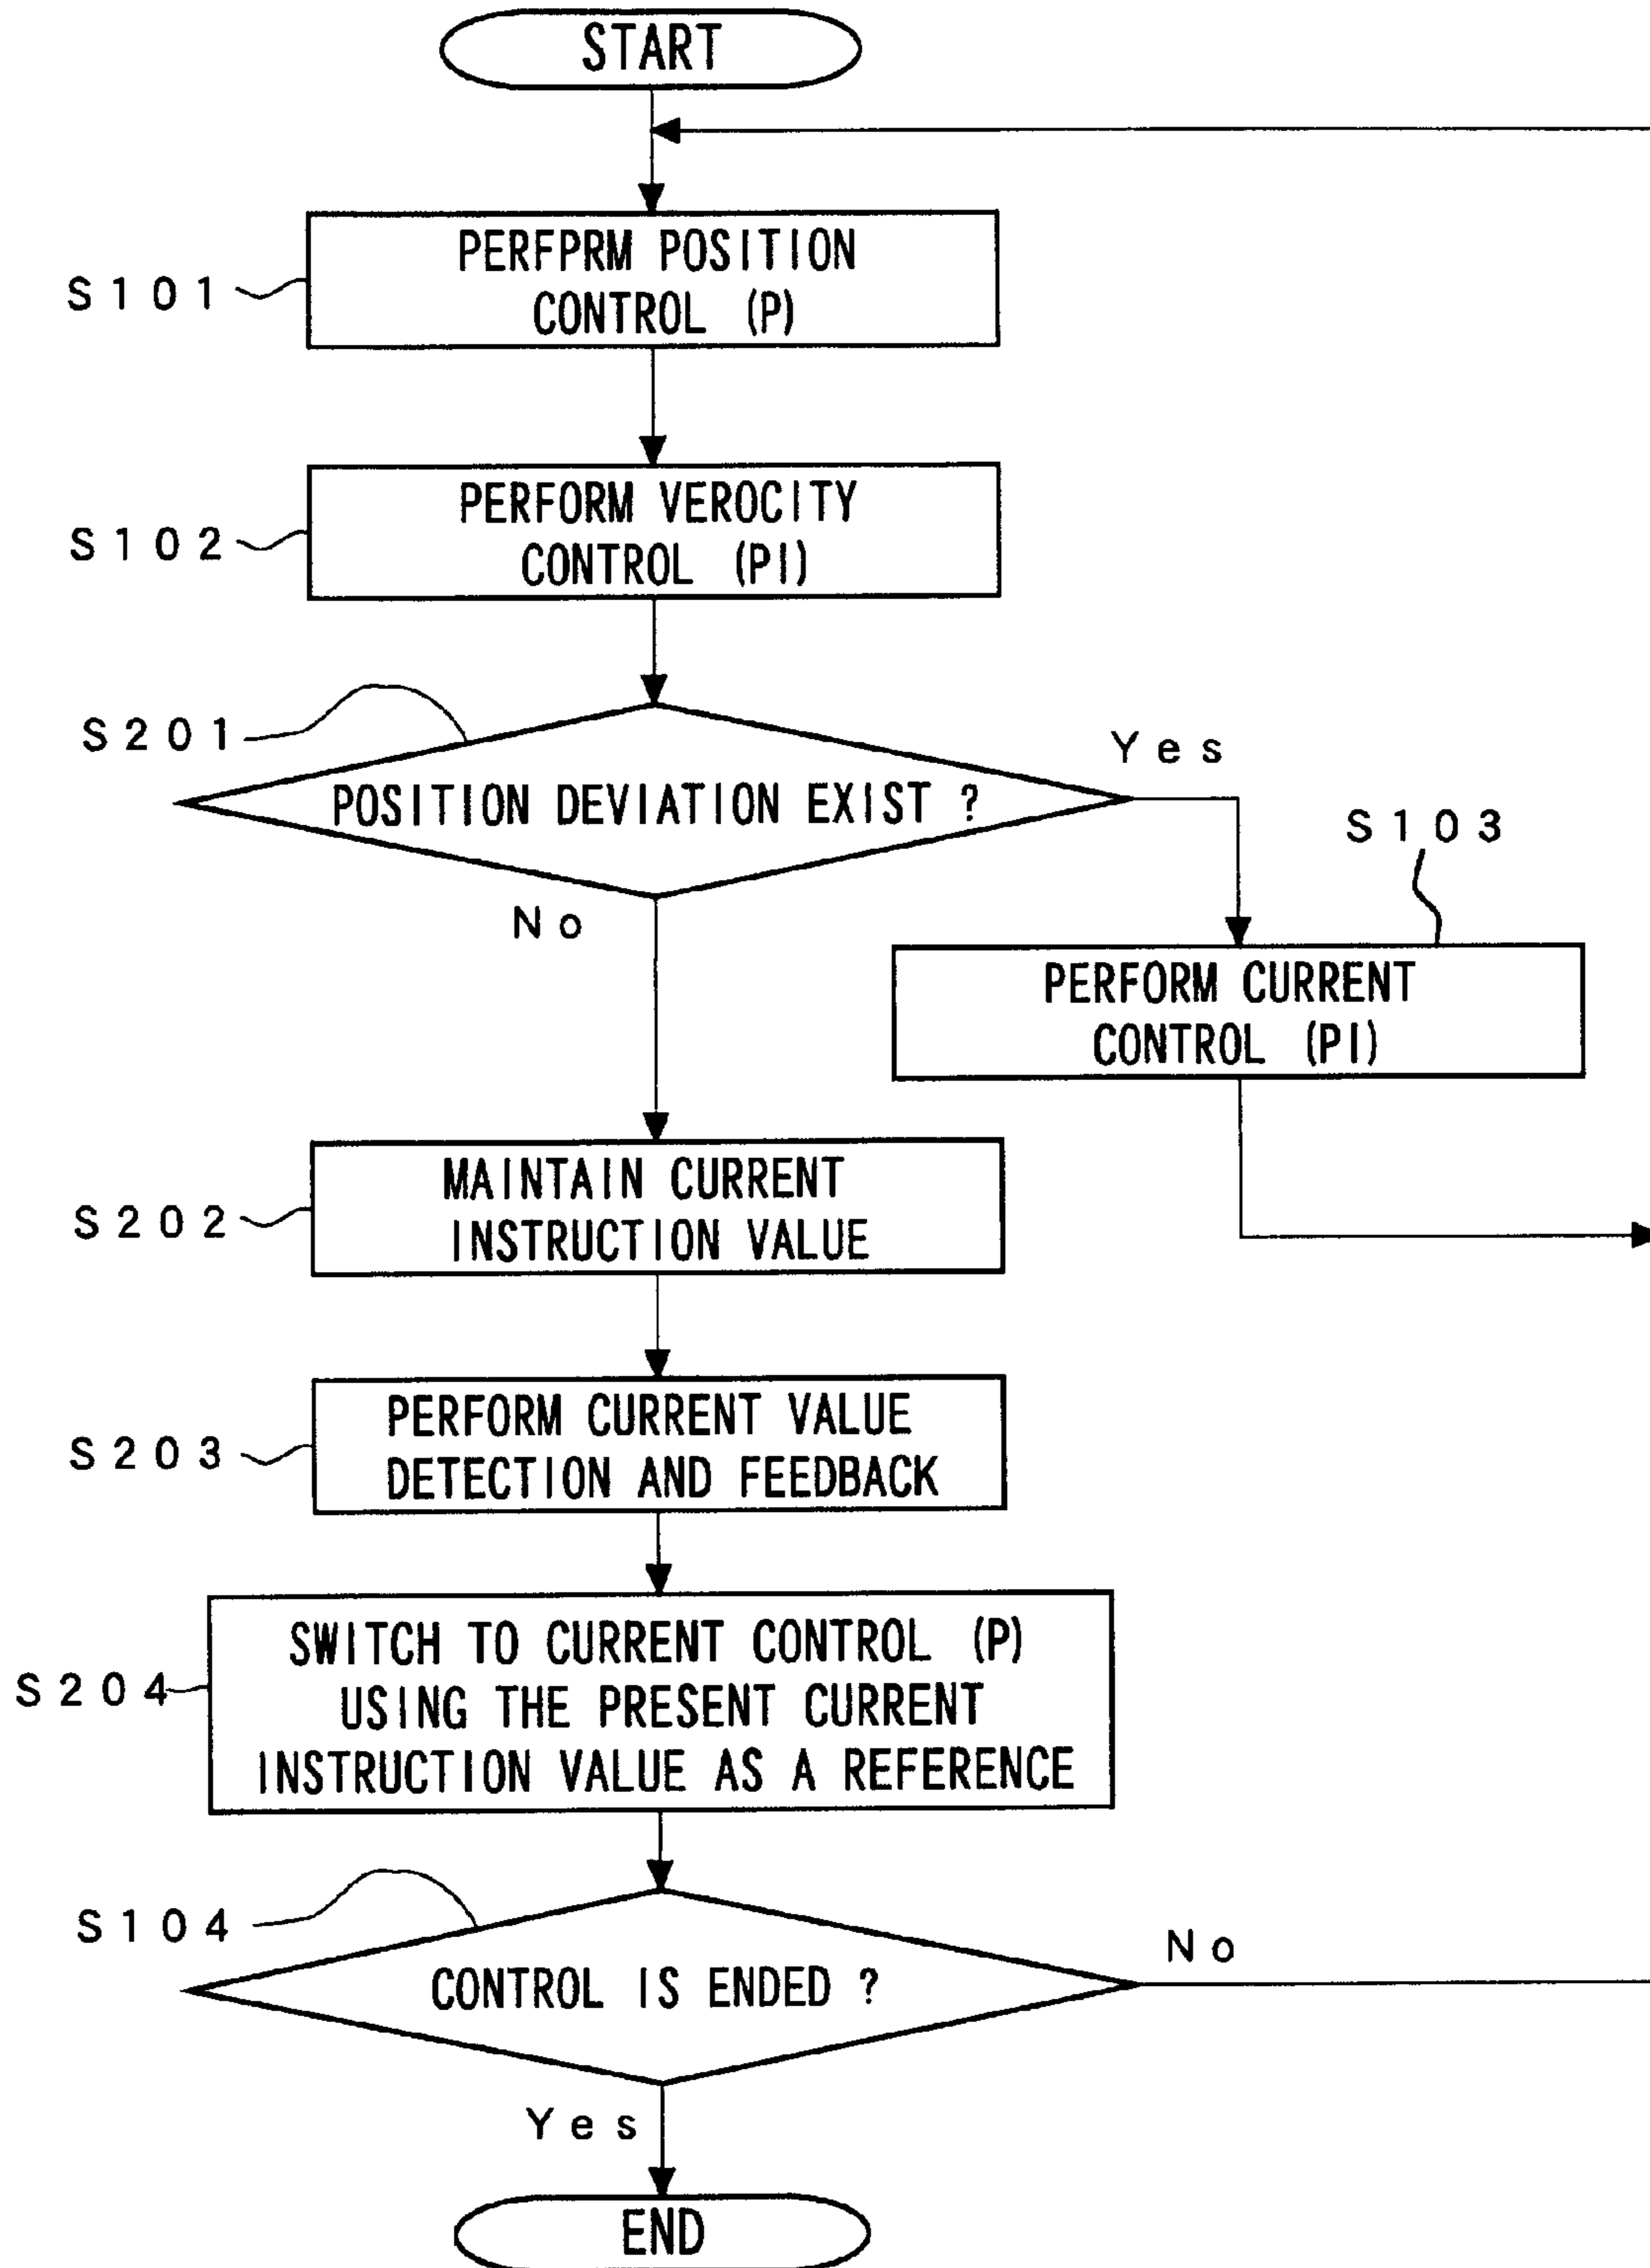 START
S101
PERFPRM POSITION
CONTROL (P)
S102
PERFORM VEROCITY
CONTROL (PI)
S201
POSITION DEVIATION EXIST ?
Yes
No
S103
PERFORM CURRENT
CONTROL (PI)
S202
MAINTAIN CURRENT
INSTRUCTION VALUE
S203
PERFORM CURRENT VALUE
DETECTION AND FEEDBACK
S204
SWITCH TO CURRENT CONTROL (P)
USING THE PRESENT CURRENT
INSTRUCTION VALUE AS A REFERENCE
S104
CONTROL IS ENDED ?
No
Yes
END